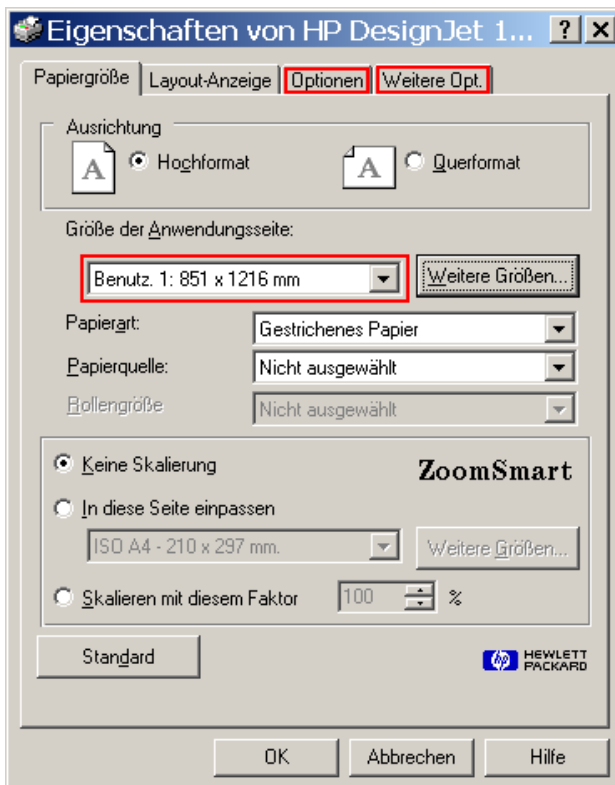 Eigenschaften von HP DesignJet 1... ? X
Papiergröße Layout-Anzeige Optionen Weitere Opt.
Ausrichtung
A Hochformat A Querformat
Größe der Anwendungsseite:
Benutz. 1: 851 x 1216 mm Weitere Größen...
Papierart: Gestrichenes Papier
Papierquelle: Nicht ausgewählt
Rollengröße Nicht ausgewählt
Keine Skalierung ZoomSmart
In diese Seite einpassen
ISO A4 - 210 x 297 mm. Weitere Größen...
Skalieren mit diesem Faktor 100 %
Standard hp HEWLETT
PACKARD
OK Abbrechen Hilfe